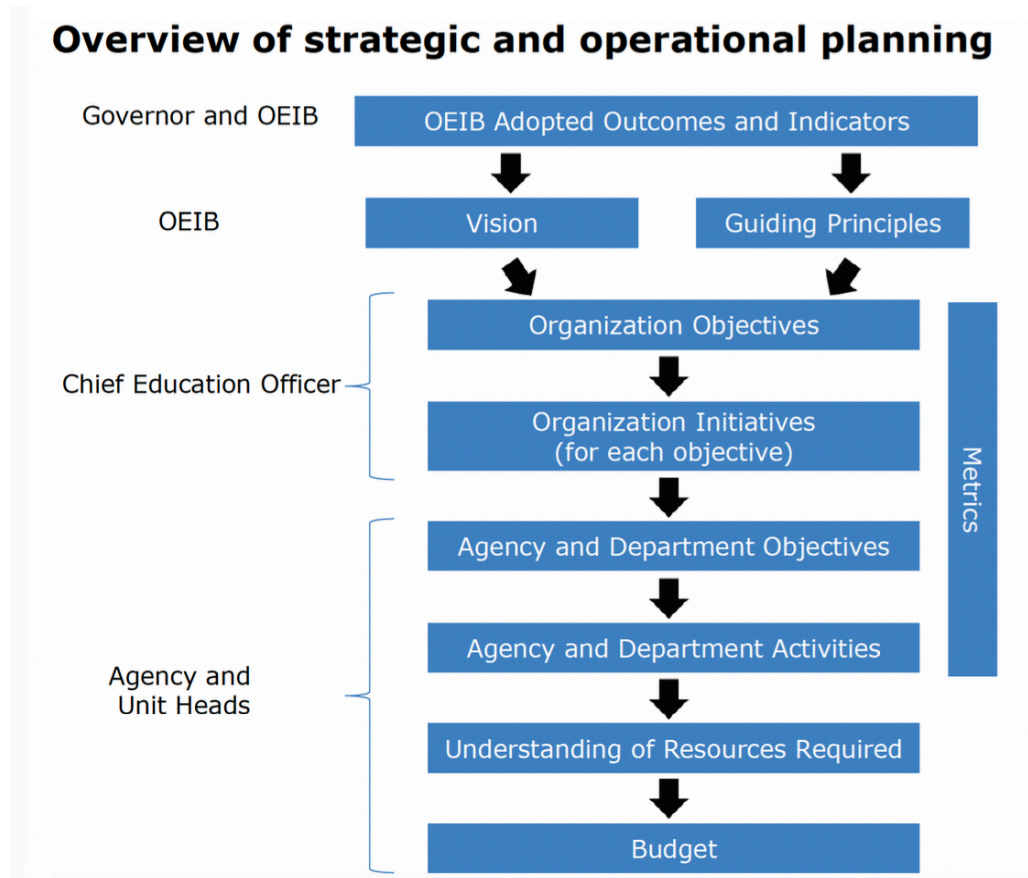 Overview of strategic and operational planning
Governor and OEIB
OEIB Adopted Outcomes and Indicators
OEIB
Vision
Guiding Principles
Chief Education Officer
Organization Objectives
Organization Initiatives
(for each objective)
Metrics
Agency and
Unit Heads
Agency and Department Objectives
Agency and Department Activities
Understanding of Resources Required
Budget